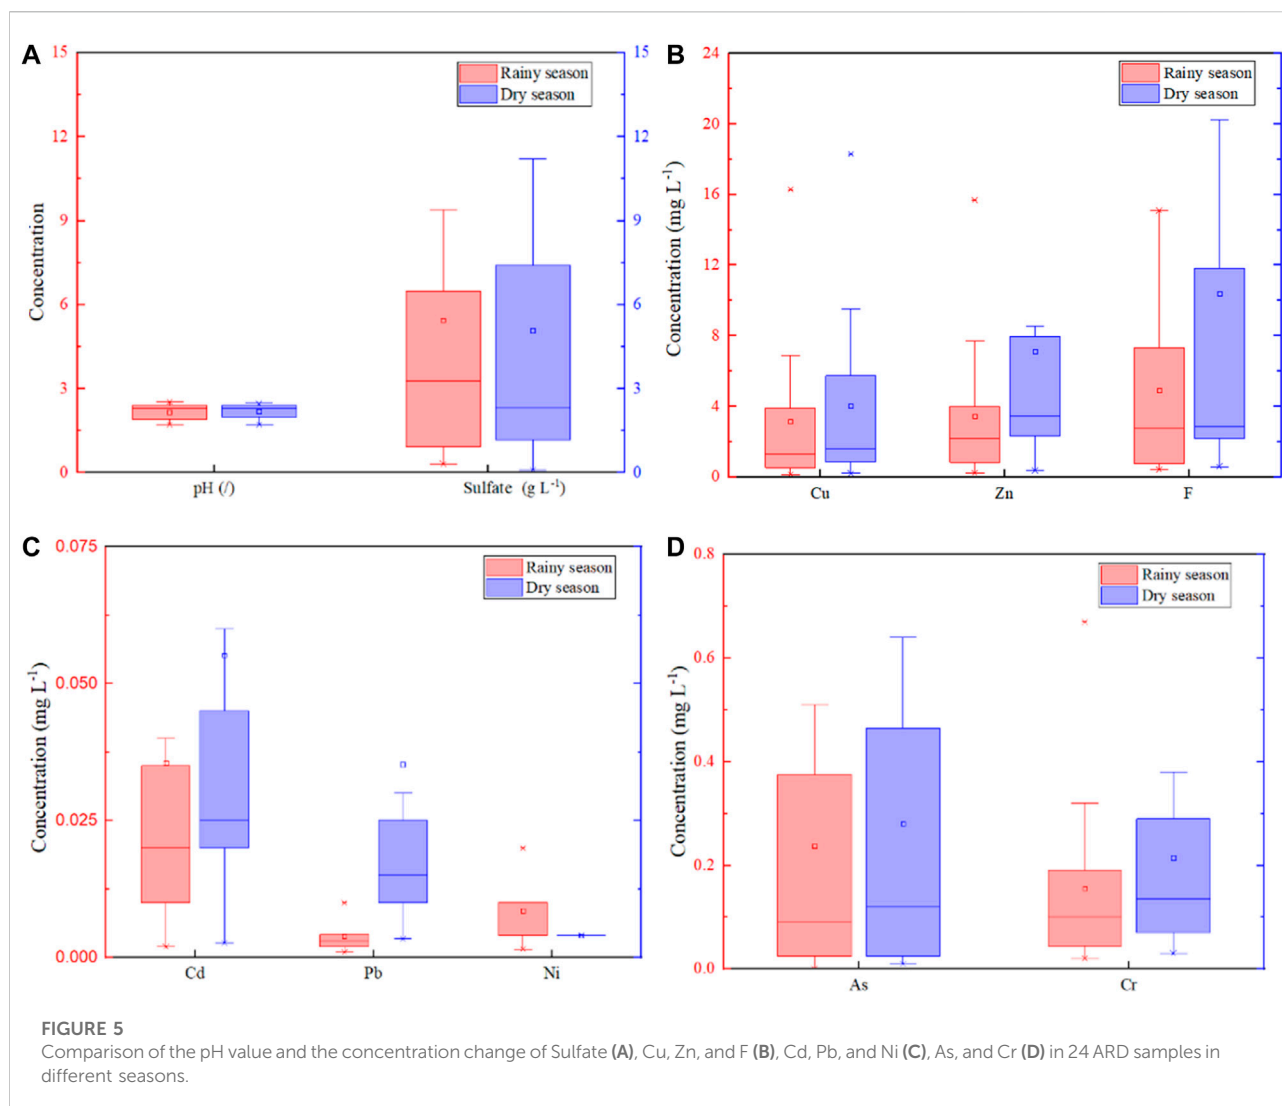 A
15
12
9
6
3
0
Concentration
15
12
9
6
3
0
Rainy season
Dry season
pH (/)
Sulfate (g L⁻¹)
B
24
20
16
12
8
4
0
Concentration (mg L⁻¹)
Rainy season
Dry season
Cu
Zn
F
C
0.075
0.050
0.025
0.000
Concentration (mg L⁻¹)
Rainy season
Dry season
Cd
Pb
Ni
D
0.8
0.6
0.4
0.2
0.0
Concentration (mg L⁻¹)
Rainy season
Dry season
As
Cr
FIGURE 5
Comparison of the pH value and the concentration change of Sulfate (A), Cu, Zn, and F (B), Cd, Pb, and Ni (C), As, and Cr (D) in 24 ARD samples in
different seasons.